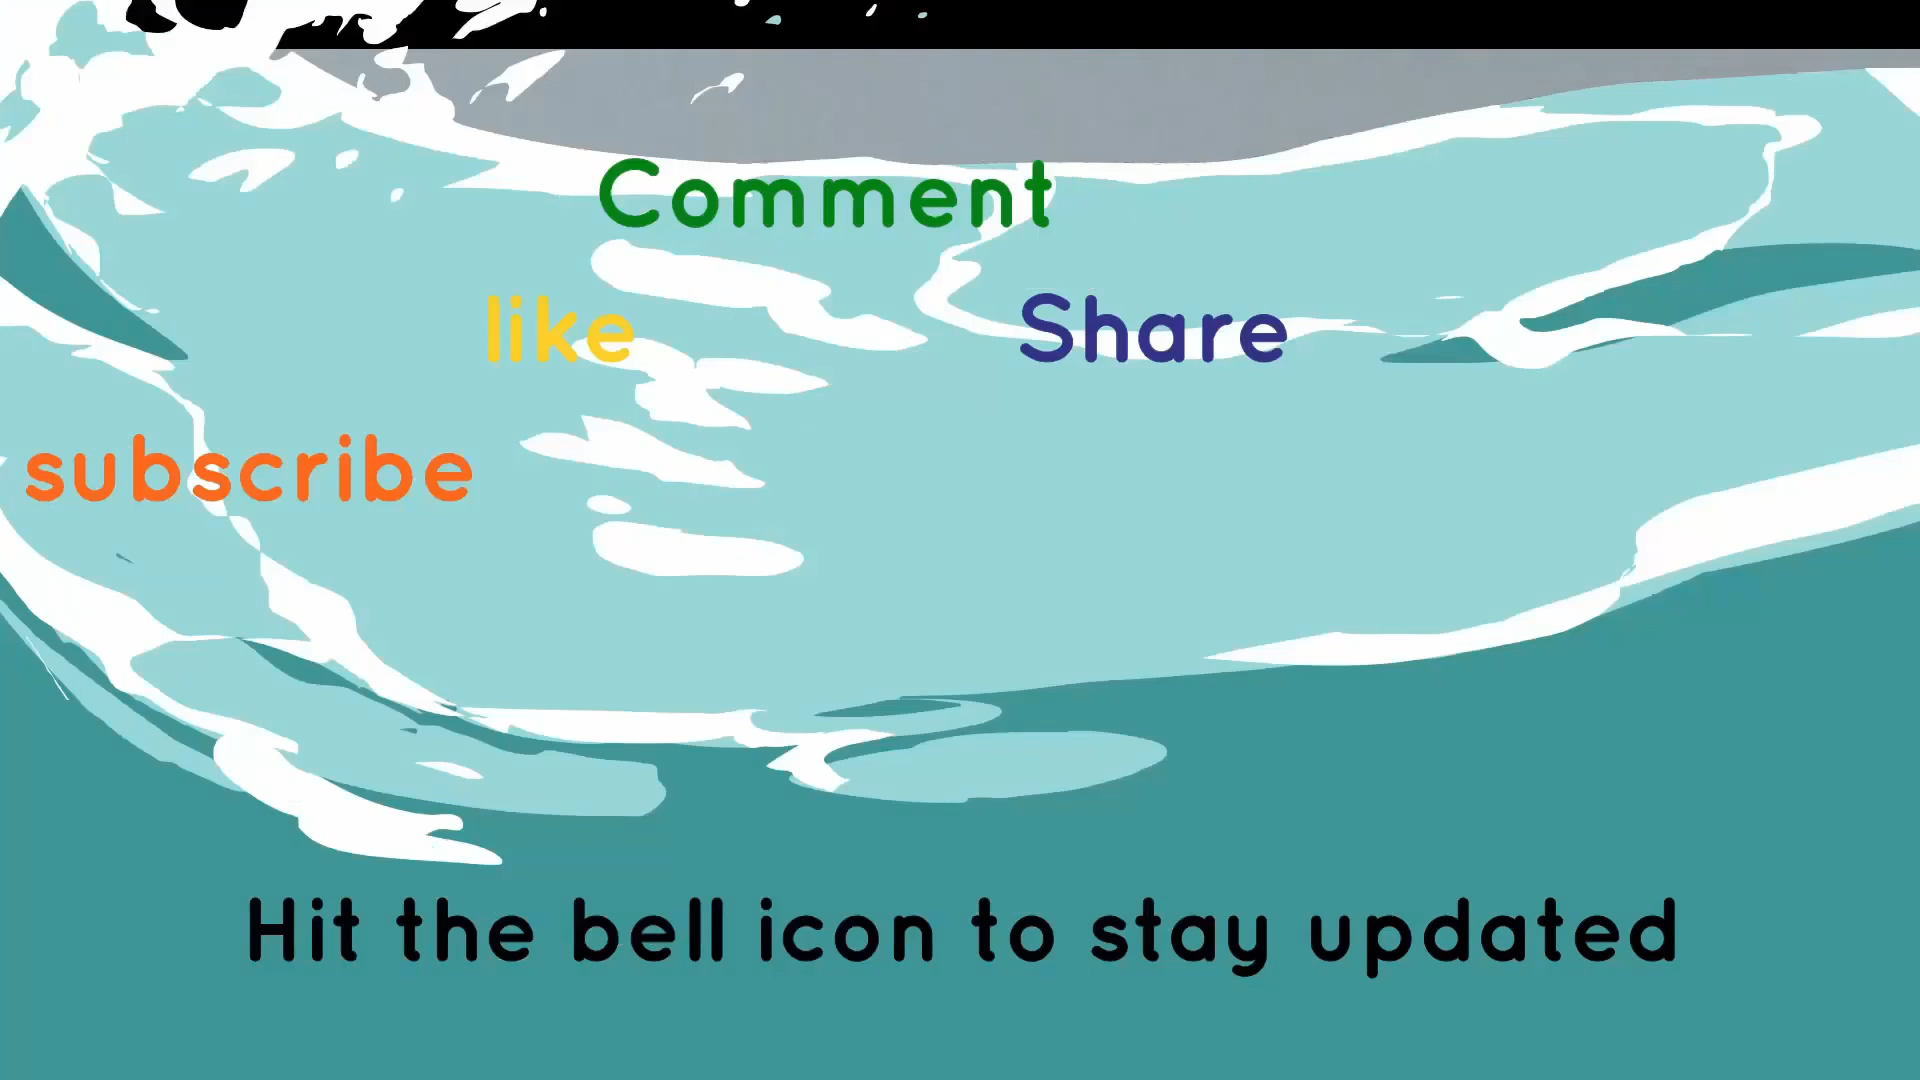 Comment
like
Share
subscribe
Hit the bell icon to stay updated